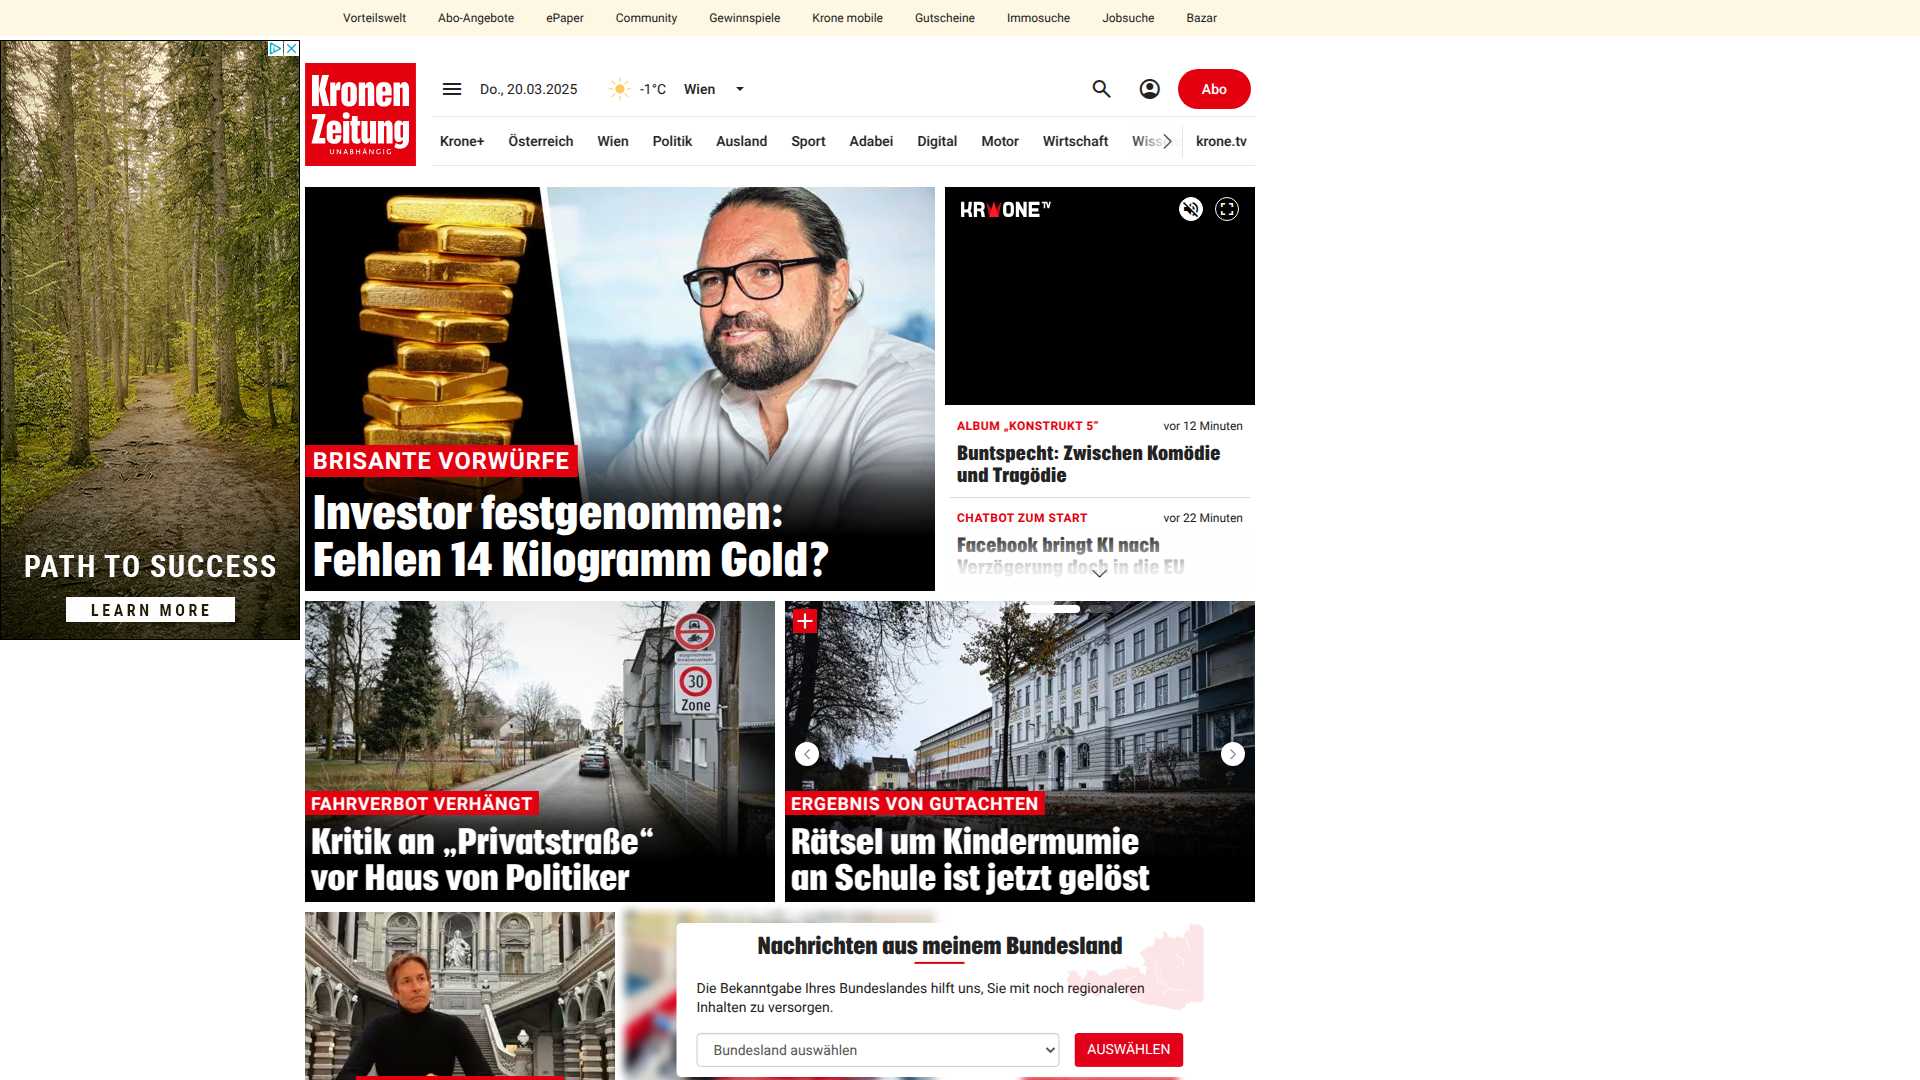 Vorteilswelt Abo-Angebote ePaper Community Gewinnspiele Krone mobile Gutscheine Immosuche Jobsuche Bazar
Kronen
Zeitung
UNABHÄNGIG
Do., 20.03.2025 -1°C Wien
Abo
Krone+ Österreich Wien Politik Ausland Sport Adabei Digital Motor Wirtschaft Wiss krone.tv
PATH TO SUCCESS
LEARN MORE
BRISANTE VORWÜRFE
Investor festgenommen:
Fehlen 14 Kilogramm Gold?
KRONE TV
ALBUM „KONSTRUKT 5” vor 12 Minuten
Buntspecht: Zwischen Komödie
und Tragödie
CHATBOT ZUM START vor 22 Minuten
Facebook bringt KI nach
Verzögerung doch in die EU
30
Zone
FAHRVERBOT VERHÄNGT
Kritik an „Privatstraße“
vor Haus von Politiker
ERGEBNIS VON GUTACHTEN
Rätsel um Kindermumie
an Schule ist jetzt gelöst
Nachrichten aus meinem Bundesland
Die Bekanntgabe Ihres Bundeslandes hilft uns, Sie mit noch regionaleren
Inhalten zu versorgen.
Bundesland auswählen
AUSWÄHLEN